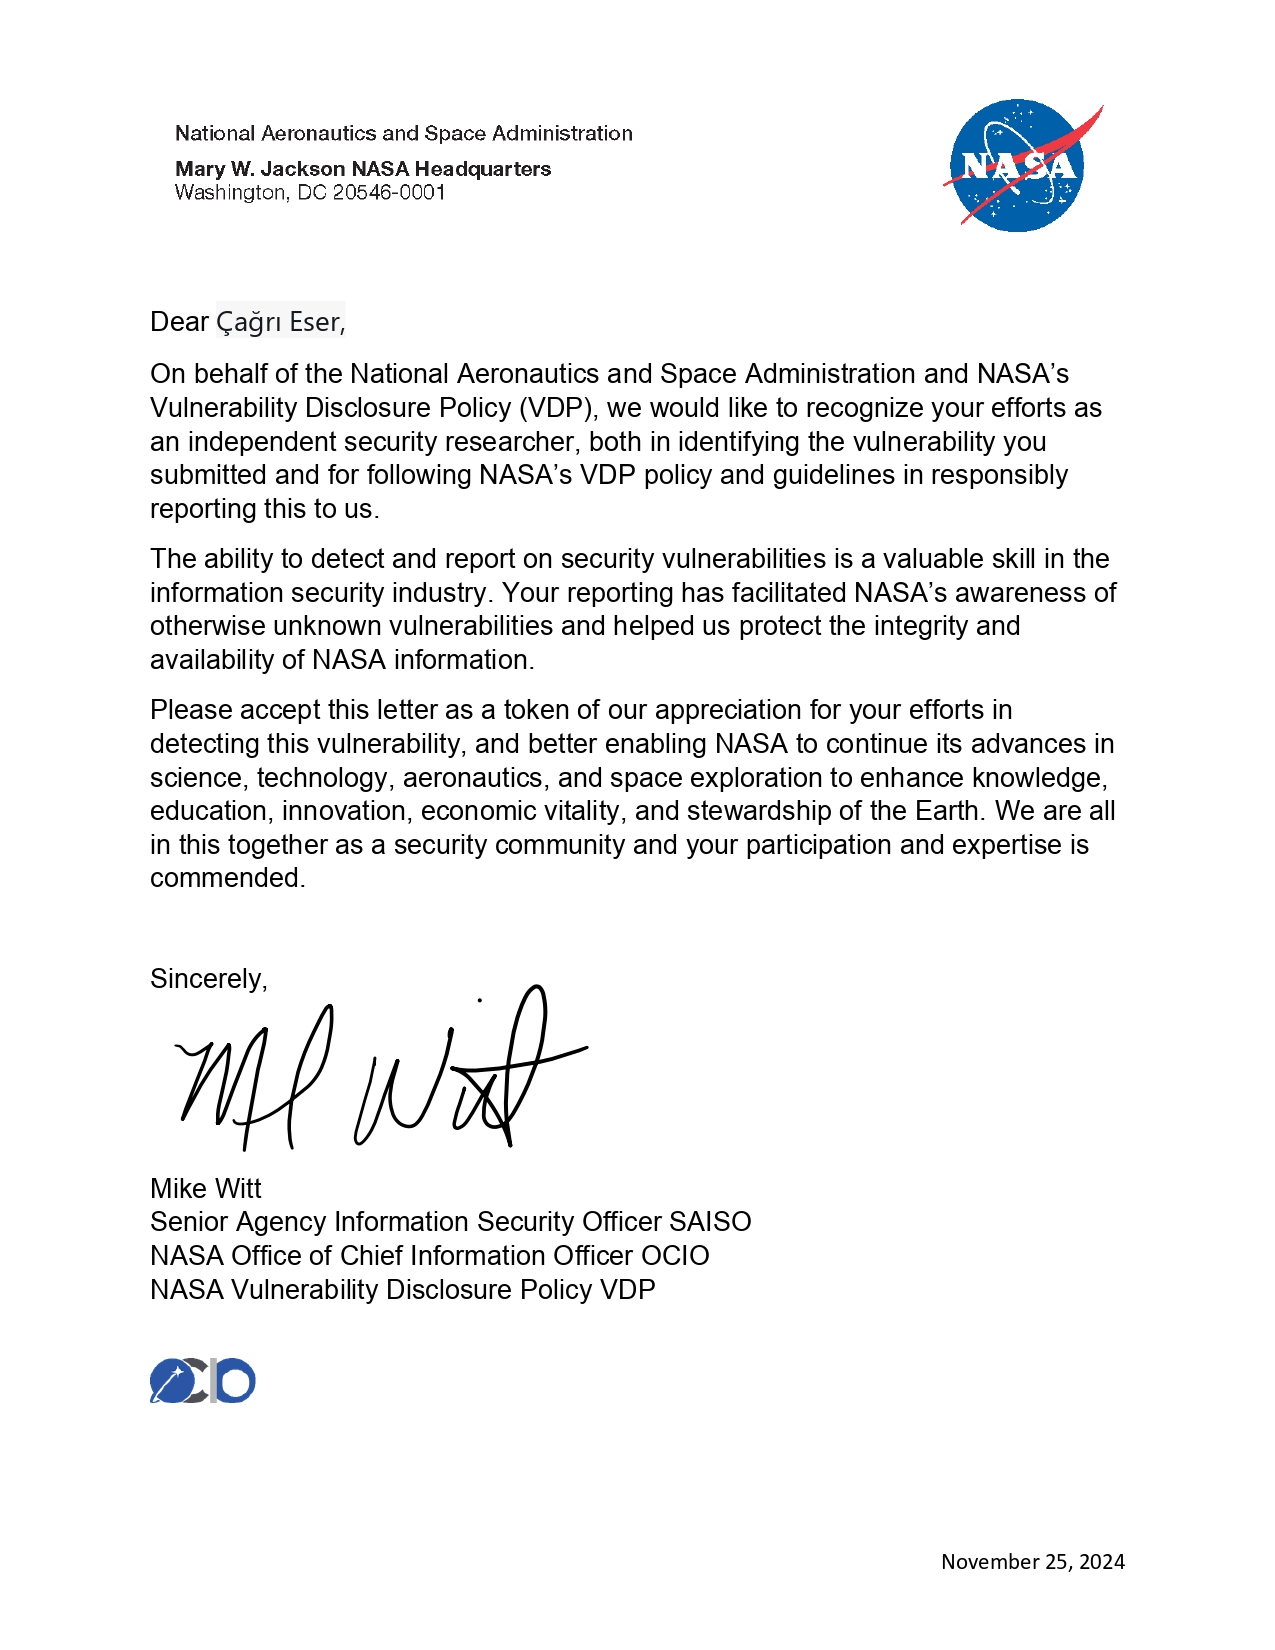 National Aeronautics and Space Administration
Mary W. Jackson NASA Headquarters
Washington, DC 20546-0001
NASA
Dear Çağrı Eser,
On behalf of the National Aeronautics and Space Administration and NASA’s
Vulnerability Disclosure Policy (VDP), we would like to recognize your efforts as
an independent security researcher, both in identifying the vulnerability you
submitted and for following NASA’s VDP policy and guidelines in responsibly
reporting this to us.
The ability to detect and report on security vulnerabilities is a valuable skill in the
information security industry. Your reporting has facilitated NASA’s awareness of
otherwise unknown vulnerabilities and helped us protect the integrity and
availability of NASA information.
Please accept this letter as a token of our appreciation for your efforts in
detecting this vulnerability, and better enabling NASA to continue its advances in
science, technology, aeronautics, and space exploration to enhance knowledge,
education, innovation, economic vitality, and stewardship of the Earth. We are all
in this together as a security community and your participation and expertise is
commended.
Sincerely,
Mike Witt
Senior Agency Information Security Officer SAISO
NASA Office of Chief Information Officer OCIO
NASA Vulnerability Disclosure Policy VDP
OCIO
November 25, 2024